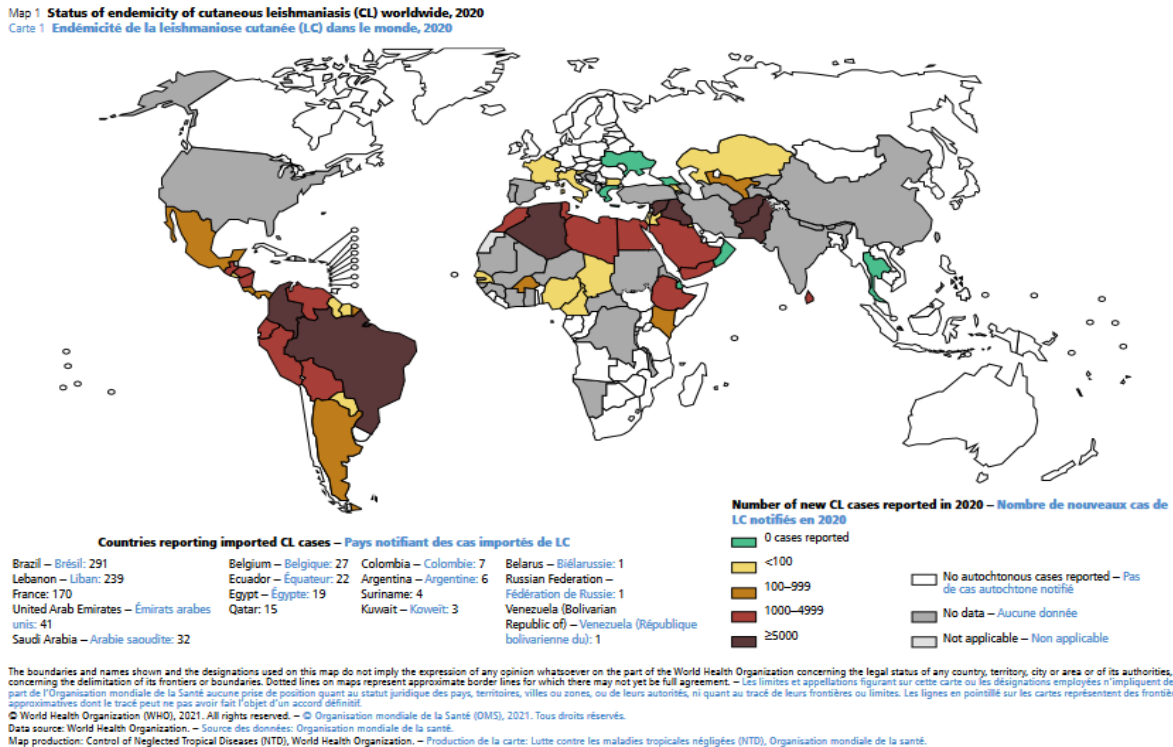 Map 1 Status of endemicity of cutaneous leishmaniasis (CL) worldwide, 2020
Carte 1 Endémicité de la leishmaniose cutanée (LC) dans le monde, 2020
Number of new CL cases reported in 2020 – Nombre de nouveaux cas de
LC notifiés en 2020
0 cases reported
<100
100–999
1000–4999
≥5000
No autochtonous cases reported – Pas
de cas autochtone notifié
No data – Aucune donnée
Not applicable – Non applicable
Countries reporting imported CL cases – Pays notifiant des cas importés de LC
Brazil – Brésil: 291
Lebanon – Liban: 239
France: 170
United Arab Emirates – Émirats arabes
unis: 41
Saudi Arabia – Arabie saoudite: 32
Belgium – Belgique: 27
Ecuador – Équateur: 22
Egypt – Égypte: 19
Qatar: 15
Colombia – Colombie: 7
Argentina – Argentine: 6
Suriname: 4
Kuwait – Koweït: 3
Belarus – Biélarussie: 1
Russian Federation –
Fédération de Russie: 1
Venezuela (Bolivarian
Republic of) – Venezuela (République
bolivarienne du): 1
The boundaries and names shown and the designations used on this map do not imply the expression of any opinion whatsoever on the part of the World Health Organization concerning the legal status of any country, territory, city or area or of its authorities,
concerning the delimitation of its frontiers or boundaries. Dotted lines on maps represent approximate border lines for which there may not yet be full agreement. – Les limites et appellations figurant sur cette carte ou les désignations employées n'impliquent de
part de l'Organisation mondiale de la Santé aucune prise de position quant au statut juridique des pays, territoires, villes ou zones, ou de leurs autorités, ni quant au tracé de leurs frontières ou limites. Les lignes en pointillé sur les cartes représentent des frontière
approximatives dont le tracé peut ne pas avoir fait l'objet d'un accord définitif.
© World Health Organization (WHO), 2021. All rights reserved. – © Organisation mondiale de la Santé (OMS), 2021. Tous droits réservés.
Data source: World Health Organization. – Source des données: Organisation mondiale de la santé.
Map production: Control of Neglected Tropical Diseases (NTD), World Health Organization. – Production de la carte: Lutte contre les maladies tropicales négligées (NTD), Organisation mondiale de la santé.